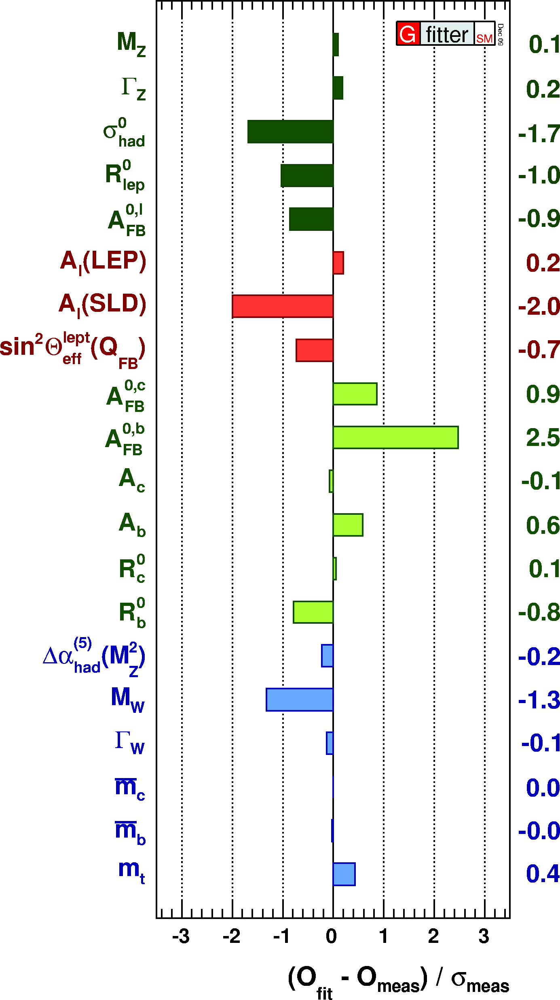 G fitter SM Dec 09
M_Z 0.1
Γ_Z 0.2
σ^0_had -1.7
R^0_lep -1.0
A^0,l_FB -0.9
A_l(LEP) 0.2
A_l(SLD) -2.0
sin^2Θ^lept_eff(Q_FB) -0.7
A^0,c_FB 0.9
A^0,b_FB 2.5
A_c -0.1
A_b 0.6
R^0_c 0.1
R^0_b -0.8
Δα^(5)_had(M^2_Z) -0.2
M_W -1.3
Γ_W -0.1
m̅_c 0.0
m̅_b -0.0
m_t 0.4
-3 -2 -1 0 1 2 3
(O_fit - O_meas) / σ_meas